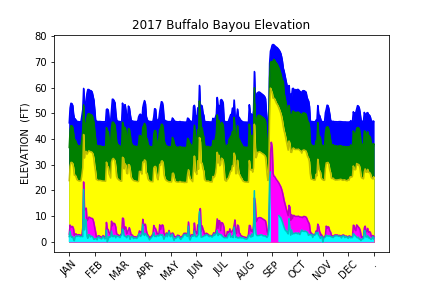 2017 Buffalo Bayou Elevation
ELEVATION (FT)
80
70
60
50
40
30
20
10
0
JAN
FEB
MAR
APR
MAY
JUN
JUL
AUG
SEP
OCT
NOV
DEC
.